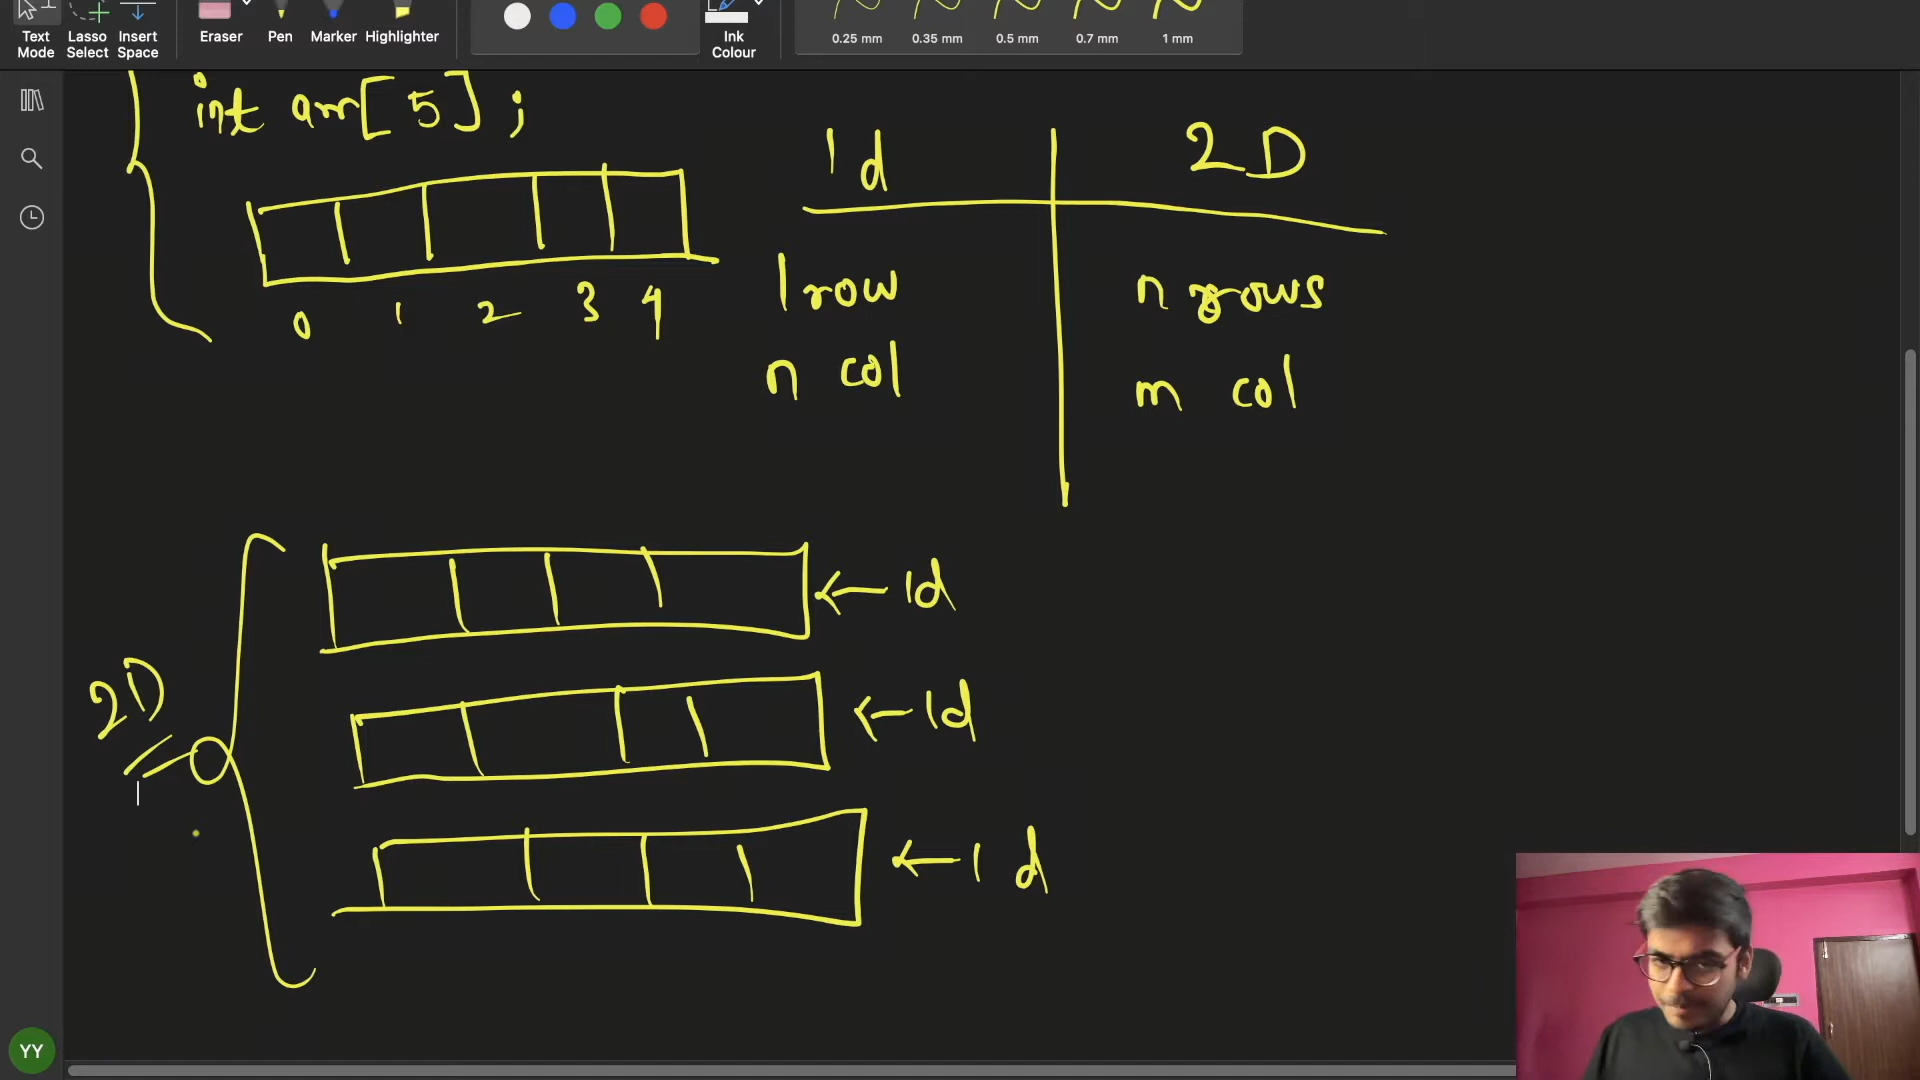 Text Mode
Lasso Select
Insert Space
Eraser
Pen
Marker
Highlighter
Ink Colour
0.25 mm
0.35 mm
0.5 mm
0.7 mm
1 mm
int arr[5];
0 1 2 3 4
1d 2D
1 row n rows
n col m col
← 1d
2D
← 1d
← 1 d
YY